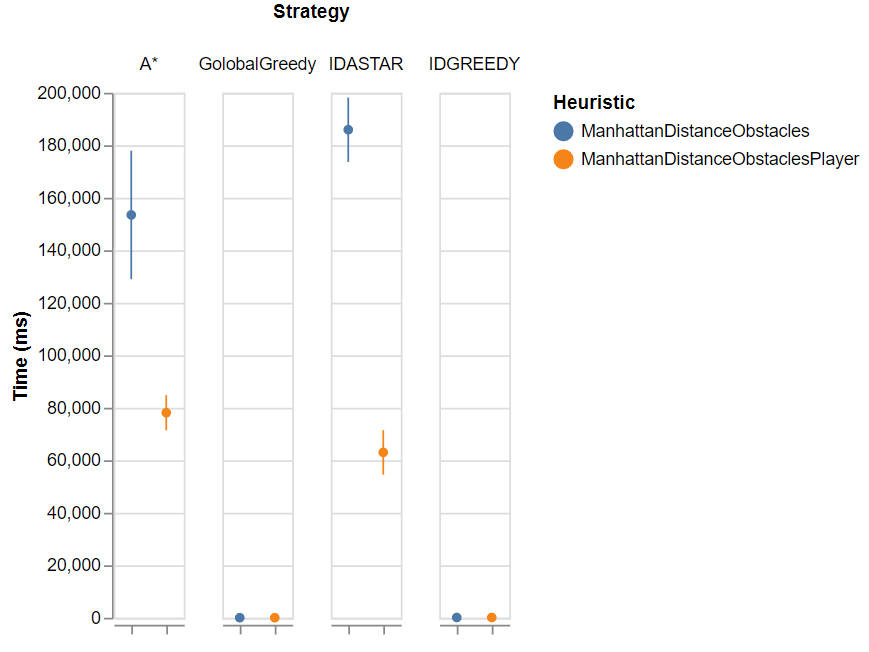 Strategy
A* GolobalGreedy IDASTAR IDGREEDY
200,000
180,000
160,000
140,000
120,000
100,000
80,000
60,000
40,000
20,000
0
Time (ms)
Heuristic
ManhattanDistanceObstacles
ManhattanDistanceObstaclesPlayer